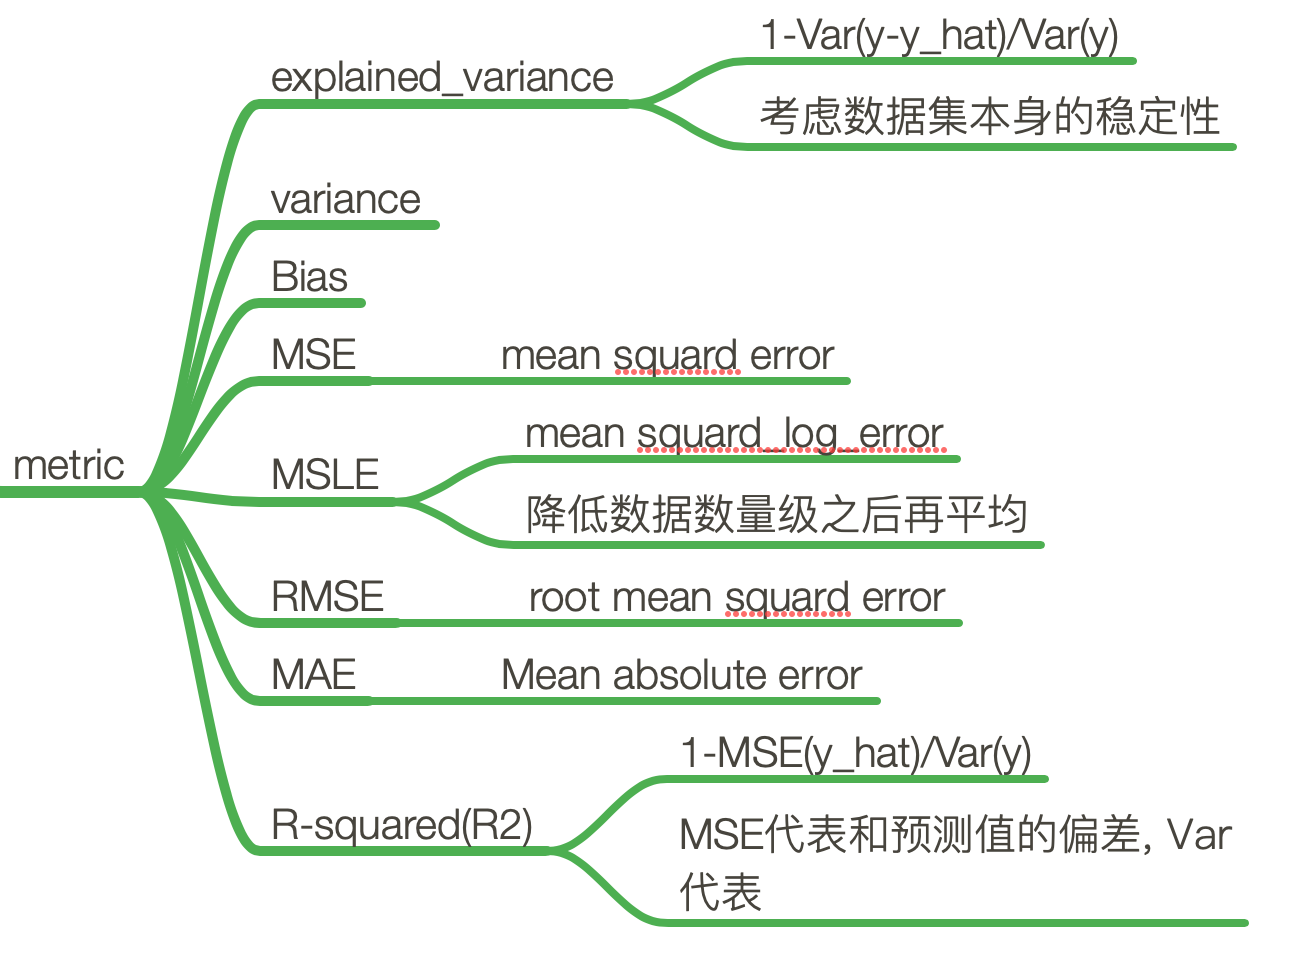 metric
explained_variance
1-Var(y-y_hat)/Var(y)
考虑数据集本身的稳定性
variance
Bias
MSE
mean squard error
MSLE
mean squard_log_error
降低数据数量级之后再平均
RMSE
root mean squard error
MAE
Mean absolute error
R-squared(R2)
1-MSE(y_hat)/Var(y)
MSE代表和预测值的偏差, Var
代表